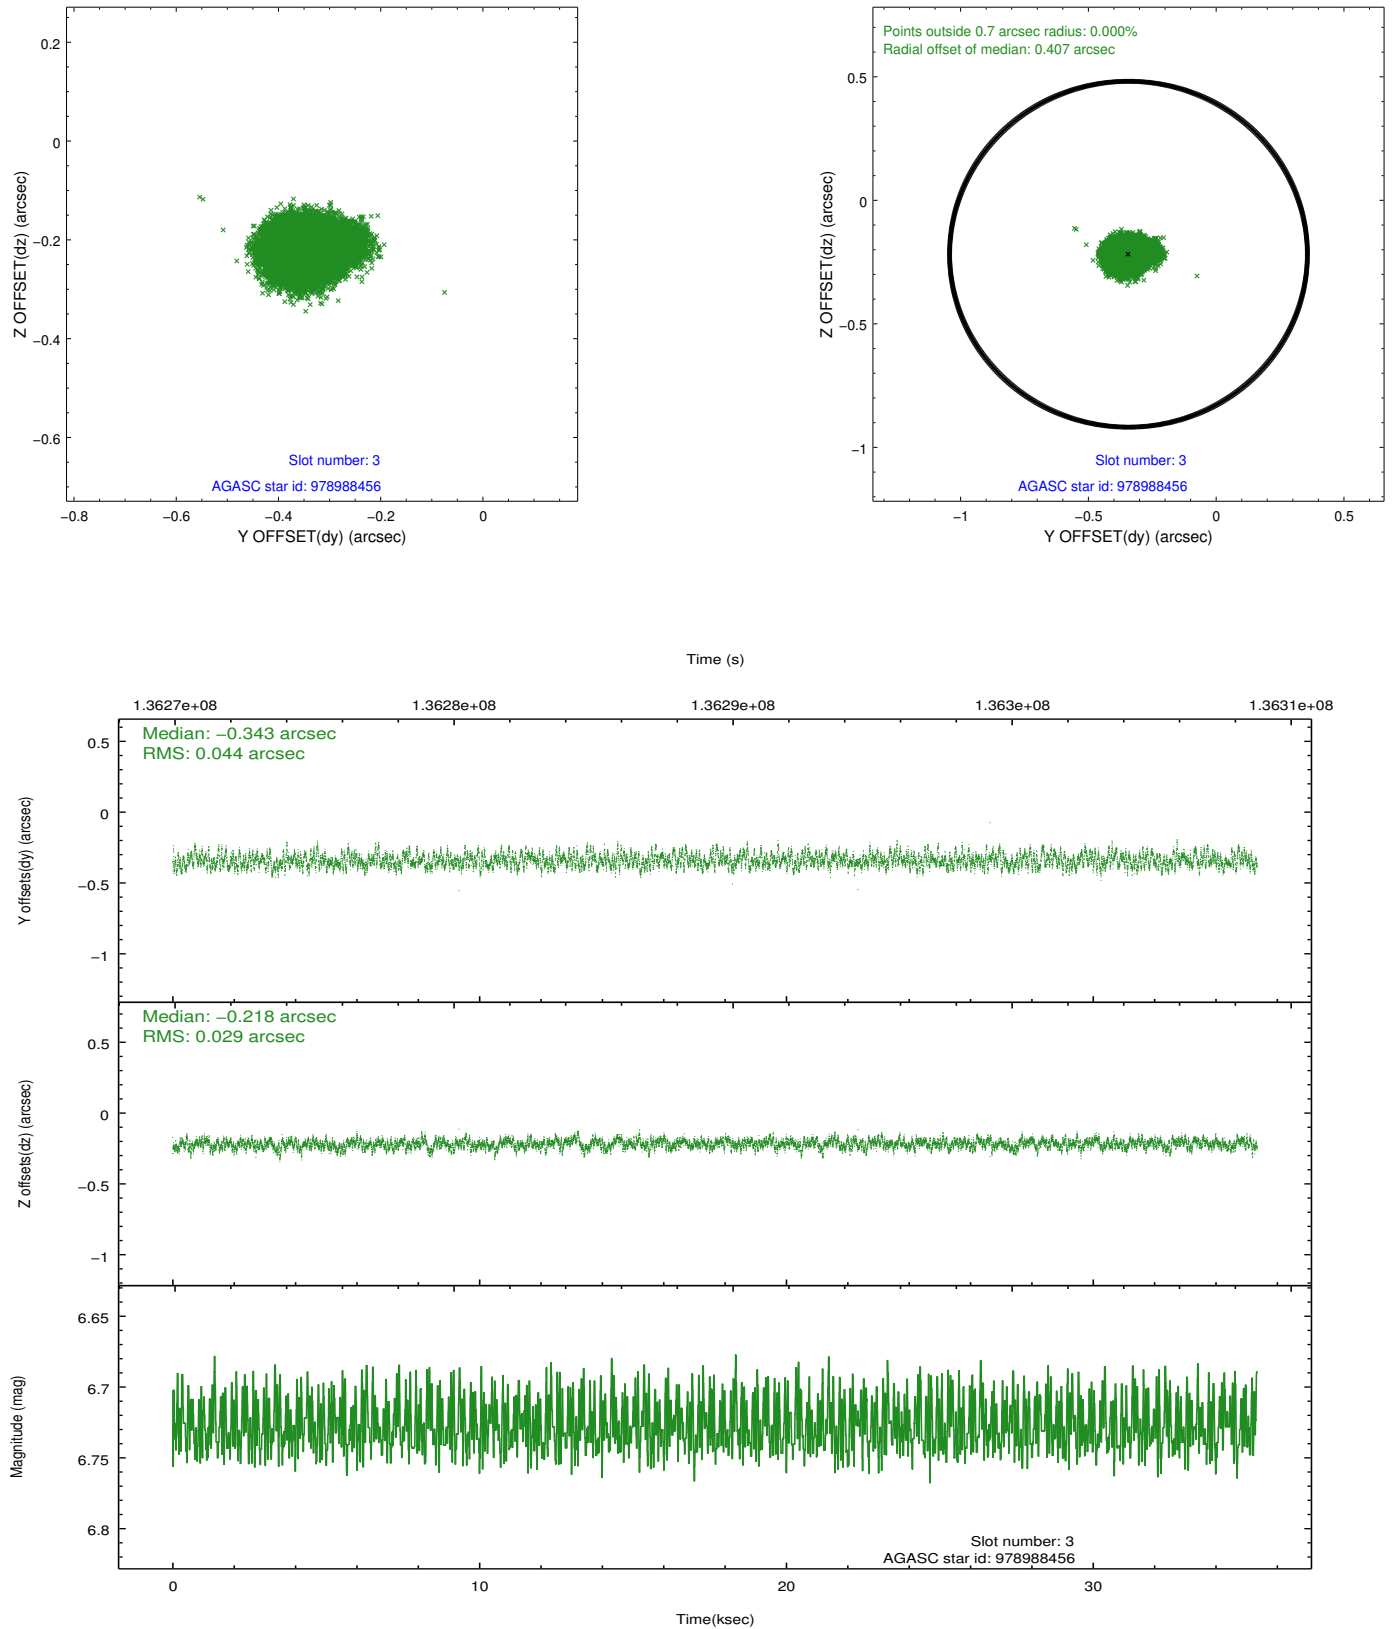 0.2
0
−0.2
−0.4
−0.6
Z OFFSET(dz) (arcsec)
Slot number: 3
AGASC star id: 978988456
−0.8
−0.6
−0.4
−0.2
0
Y OFFSET(dy) (arcsec)
Points outside 0.7 arcsec radius: 0.000%
Radial offset of median: 0.407 arcsec
0.5
0
−0.5
−1
Z OFFSET(dz) (arcsec)
Slot number: 3
AGASC star id: 978988456
−1
−0.5
0
0.5
Y OFFSET(dy) (arcsec)
Time (s)
1.3627e+08
1.3628e+08
1.3629e+08
1.363e+08
1.3631e+08
Median: −0.343 arcsec
RMS: 0.044 arcsec
0.5
0
−0.5
−1
Y offsets(dy) (arcsec)
Median: −0.218 arcsec
RMS: 0.029 arcsec
0.5
0
−0.5
−1
Z offsets(dz) (arcsec)
6.65
6.7
6.75
6.8
Magnitude (mag)
Slot number: 3
AGASC star id: 978988456
0
10
20
30
Time(ksec)